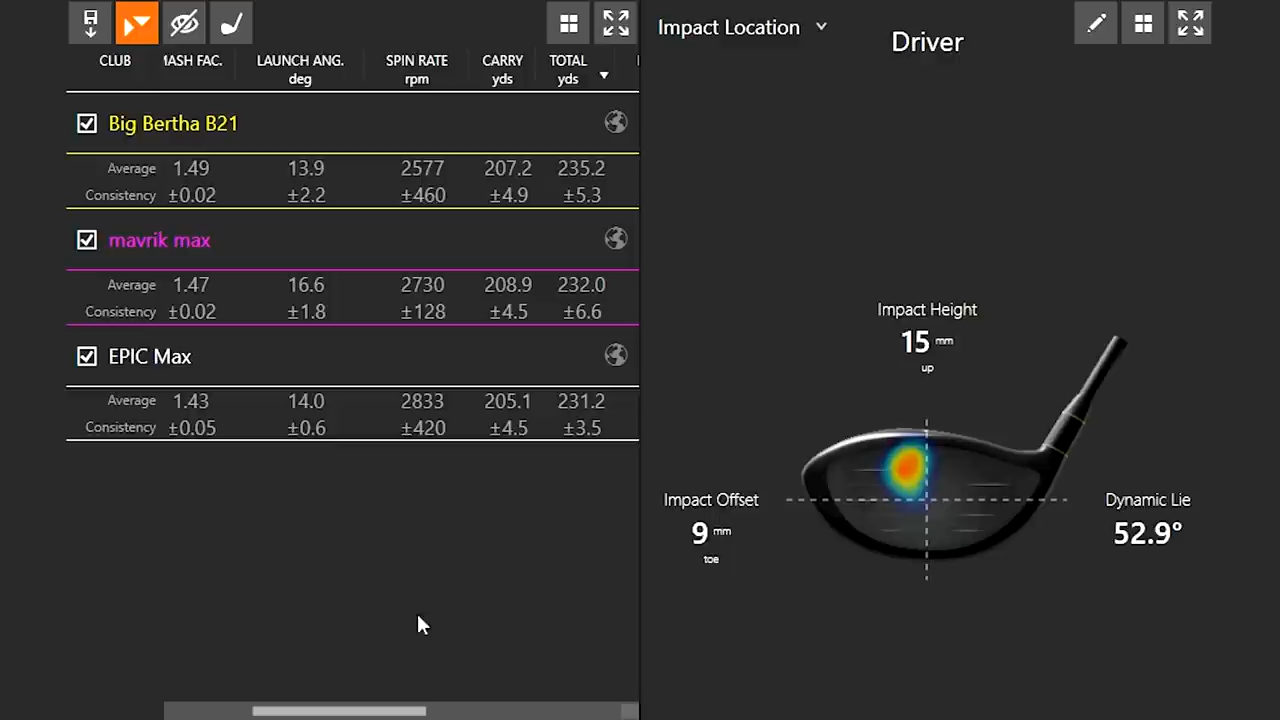 CLUB MASH FAC. LAUNCH ANG. SPIN RATE CARRY TOTAL
deg rpm yds yds
Big Bertha B21
Average 1.49 13.9 2577 207.2 235.2
Consistency ±0.02 ±2.2 ±460 ±4.9 ±5.3
mavrik max
Average 1.47 16.6 2730 208.9 232.0
Consistency ±0.02 ±1.8 ±128 ±4.5 ±6.6
EPIC Max
Average 1.43 14.0 2833 205.1 231.2
Consistency ±0.05 ±0.6 ±420 ±4.5 ±3.5
Impact Location
Driver
Impact Height
15 mm
up
Impact Offset
9 mm
toe
Dynamic Lie
52.9°